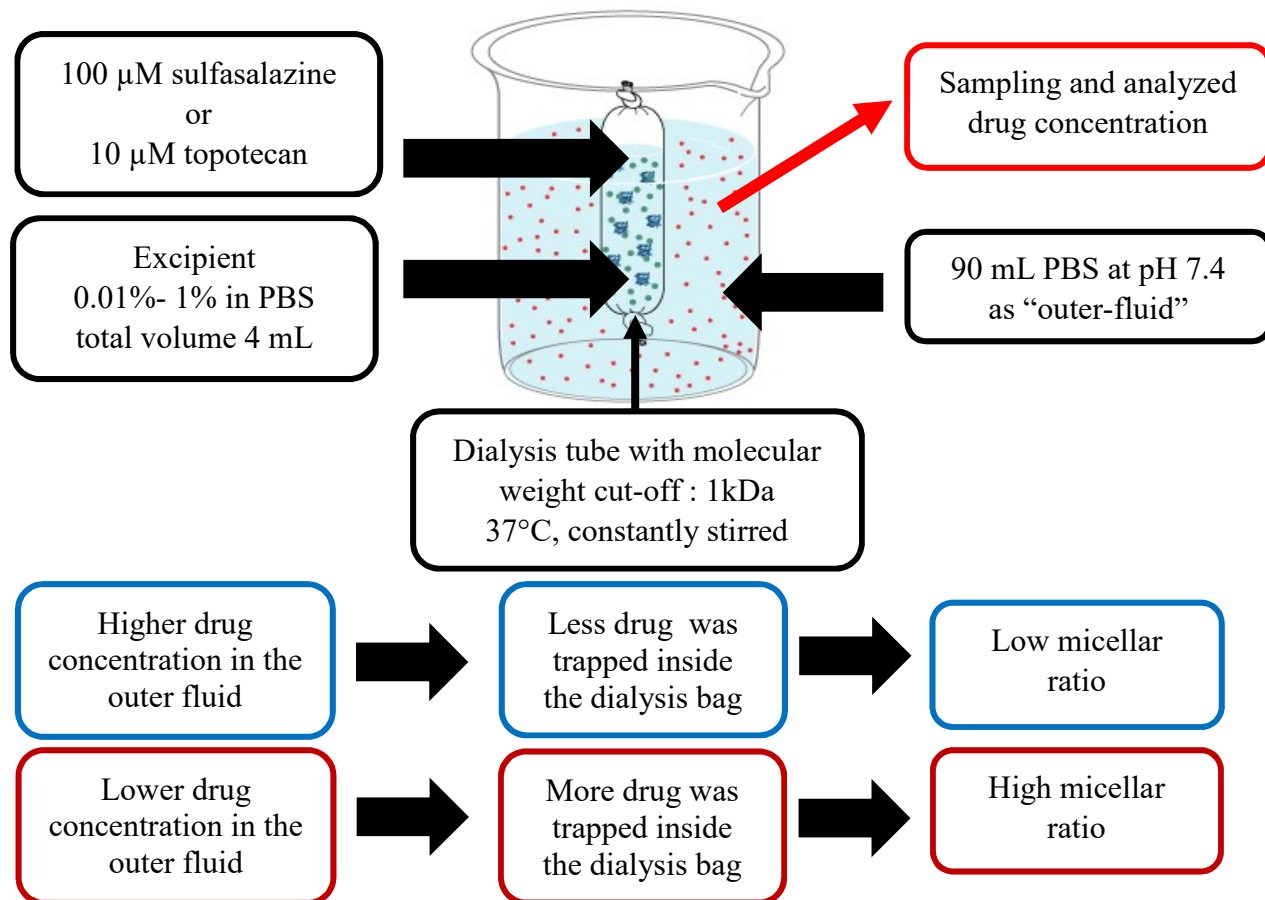 100 µM sulfasalazine
or
10 µM topotecan
Sampling and analyzed
drug concentration
Excipient
0.01%- 1% in PBS
total volume 4 mL
90 mL PBS at pH 7.4
as “outer-fluid”
Dialysis tube with molecular
weight cut-off : 1kDa
37°C, constantly stirred
Higher drug
concentration in the
outer fluid
Less drug was
trapped inside
the dialysis bag
Low micellar
ratio
Lower drug
concentration in the
outer fluid
More drug was
trapped inside
the dialysis bag
High micellar
ratio